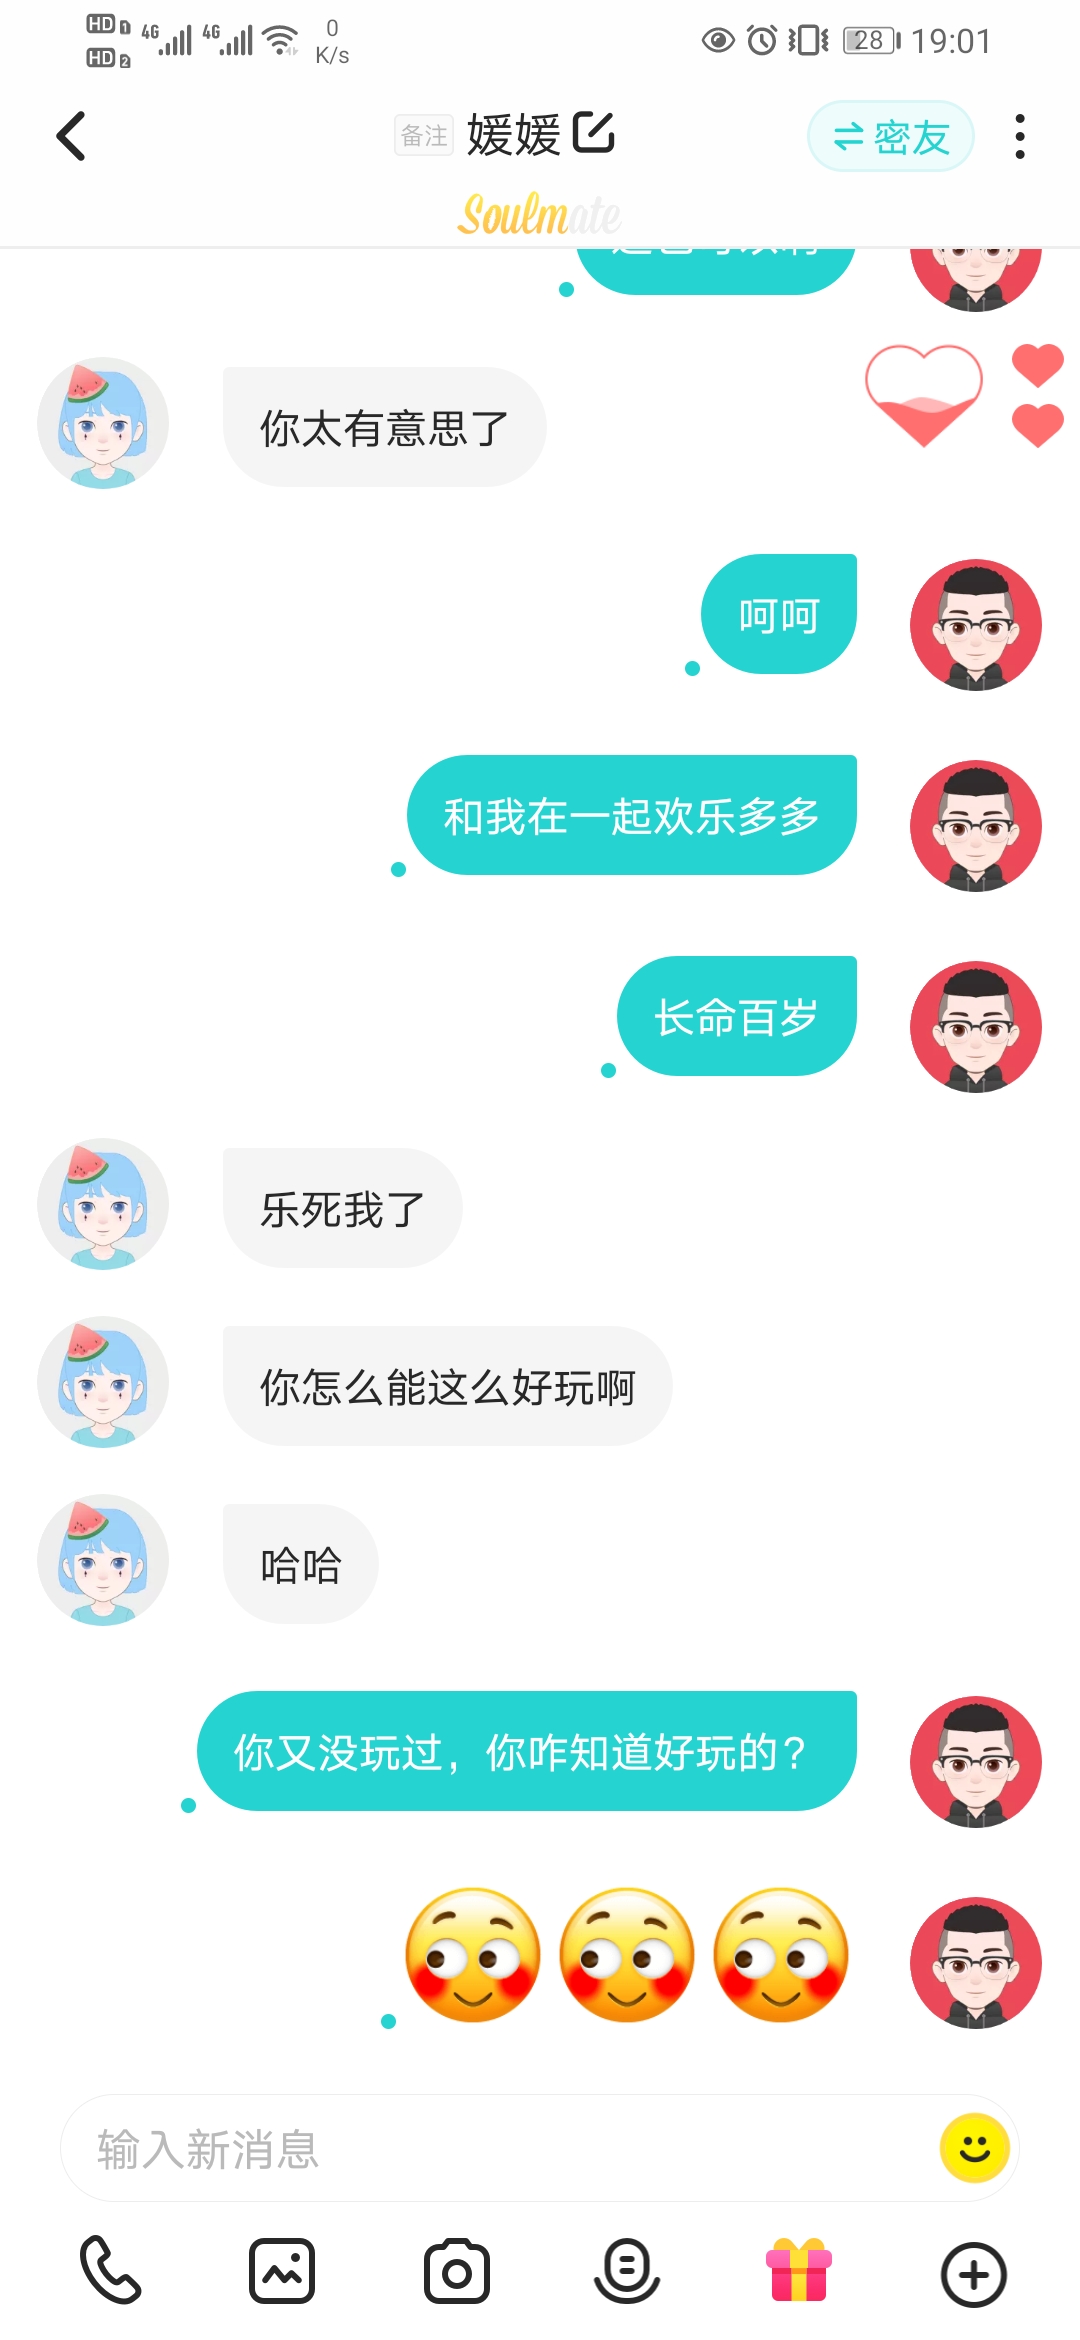 HD 1 4G 4G 0
HD 2 K/s
28 19:01
备注 媛媛 密友
Soulmate
你太有意思了
呵呵
和我在一起欢乐多多
长命百岁
乐死我了
你怎么能这么好玩啊
哈哈
你又没玩过，你咋知道好玩的？
输入新消息